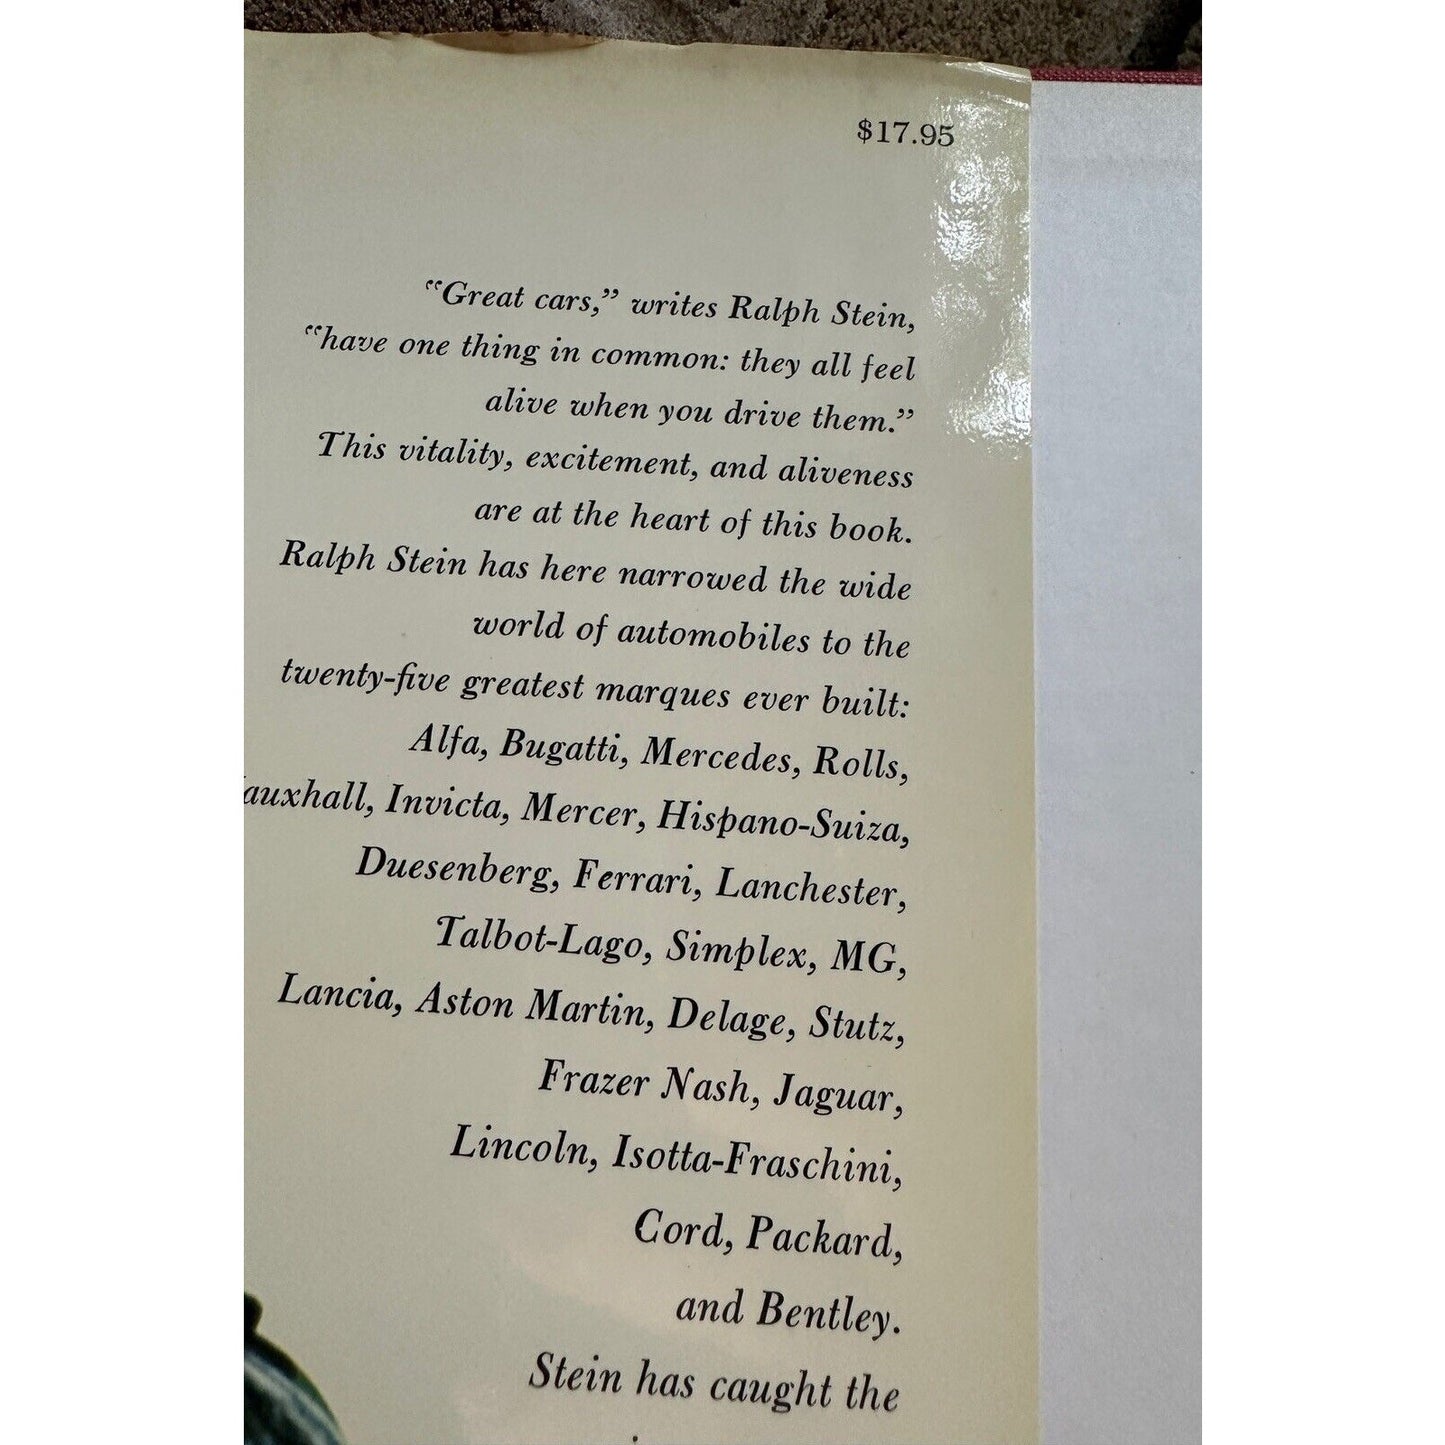 $17.95
“Great cars,” writes Ralph Stein,
“have one thing in common: they all feel
alive when you drive them.”
This vitality, excitement, and aliveness
are at the heart of this book.
Ralph Stein has here narrowed the wide
world of automobiles to the
twenty-five greatest marques ever built:
Alfa, Bugatti, Mercedes, Rolls,
auxhall, Invicta, Mercer, Hispano-Suiza,
Duesenberg, Ferrari, Lanchester,
Talbot-Lago, Simplex, MG,
Lancia, Aston Martin, Delage, Stutz,
Frazer Nash, Jaguar,
Lincoln, Isotta-Fraschini,
Cord, Packard,
and Bentley.
Stein has caught the